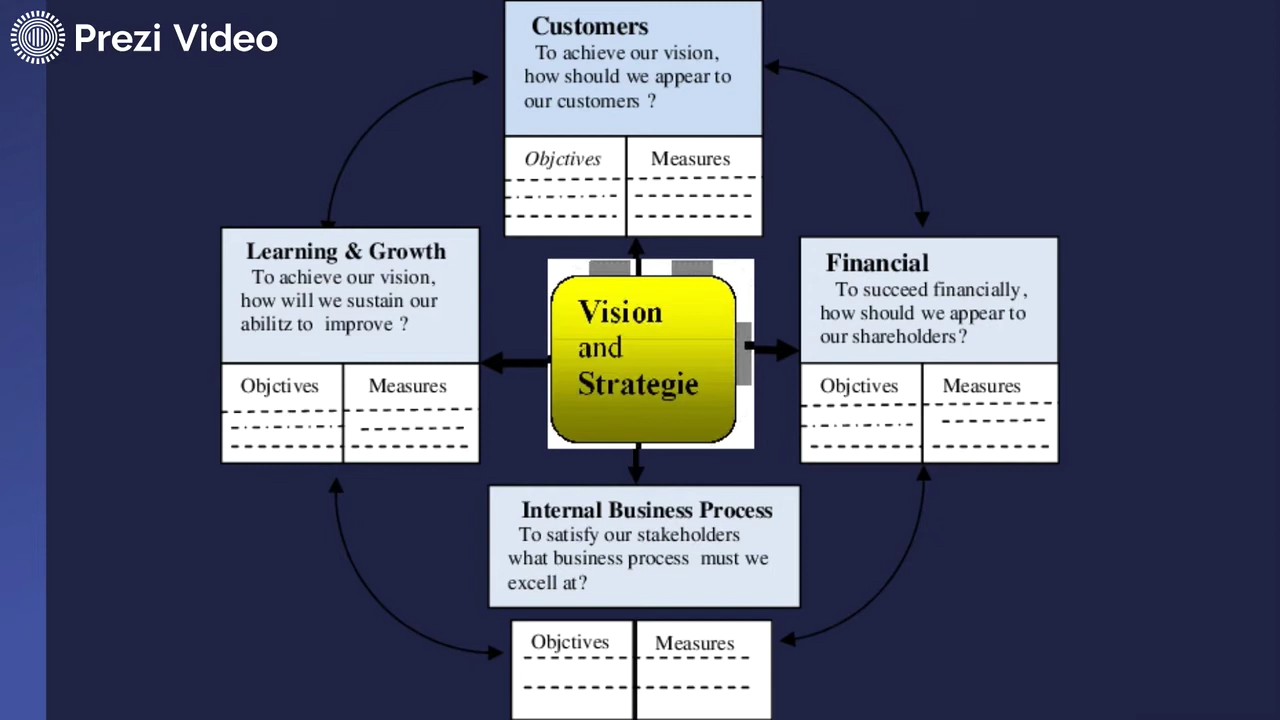 Prezi Video
Customers
To achieve our vision,
how should we appear to
our customers ?
Objctives Measures
Learning & Growth
To achieve our vision,
how will we sustain our
abilitz to improve ?
Objctives Measures
Vision
and
Strategie
Financial
To succeed financially,
how should we appear to
our shareholders?
Objctives Measures
Internal Business Process
To satisfy our stakeholders
what business process must we
excell at?
Objctives Measures